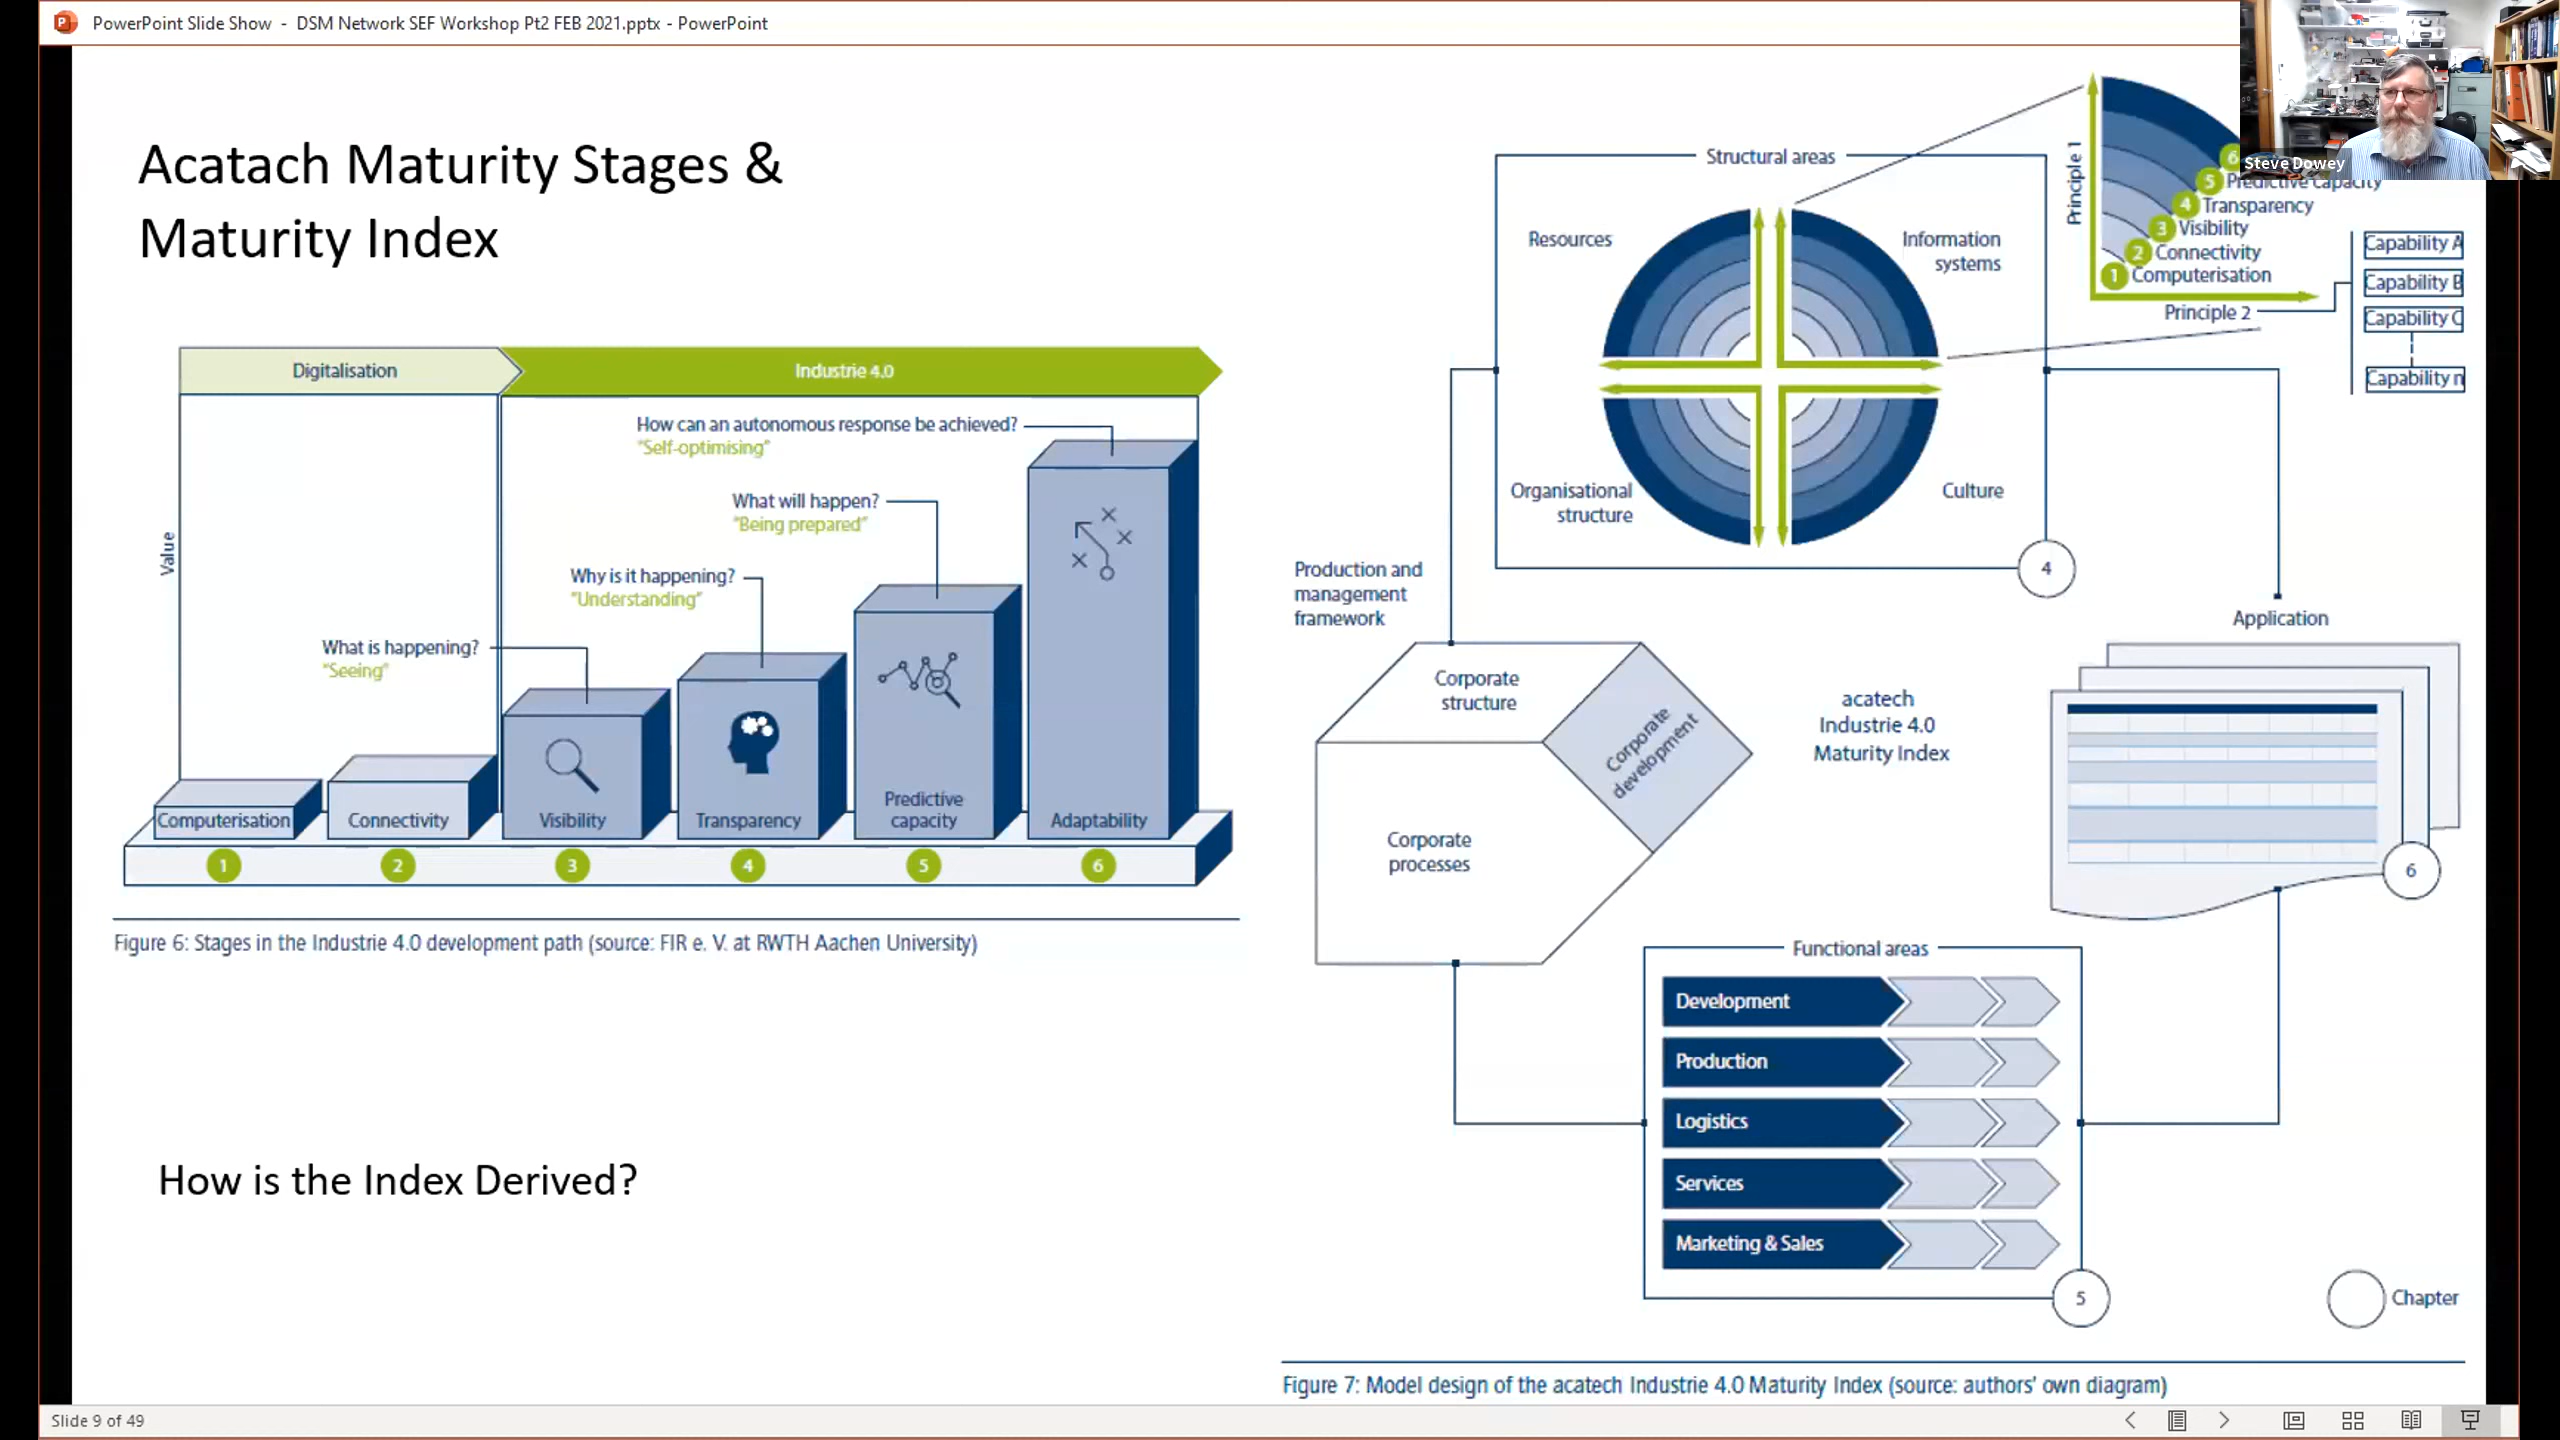 PowerPoint Slide Show - DSM Network SEF Workshop Pt2 FEB 2021.pptx - PowerPoint
Steve Dowey
Acatach Maturity Stages &
Maturity Index
Digitalisation
Industrie 4.0
How can an autonomous response be achieved?
"Self-optimising"
What will happen?
"Being prepared"
Why is it happening?
"Understanding"
What is happening?
"Seeing"
Value
Computerisation
Connectivity
Visibility
Transparency
Predictive
capacity
Adaptability
1
2
3
4
5
6
Figure 6: Stages in the Industrie 4.0 development path (source: FIR e. V. at RWTH Aachen University)
How is the Index Derived?
Structural areas
Resources
Information
systems
Organisational
structure
Culture
4
Principle 1
6
5 Predictive capacity
4 Transparency
3 Visibility
2 Connectivity
1 Computerisation
Principle 2
Capability A
Capability B
Capability C
Capability n
Production and
management
framework
Corporate
structure
Corporate
development
Corporate
processes
acatech
Industrie 4.0
Maturity Index
Application
6
Functional areas
Development
Production
Logistics
Services
Marketing & Sales
5
Chapter
Figure 7: Model design of the acatech Industrie 4.0 Maturity Index (source: authors' own diagram)
Slide 9 of 49